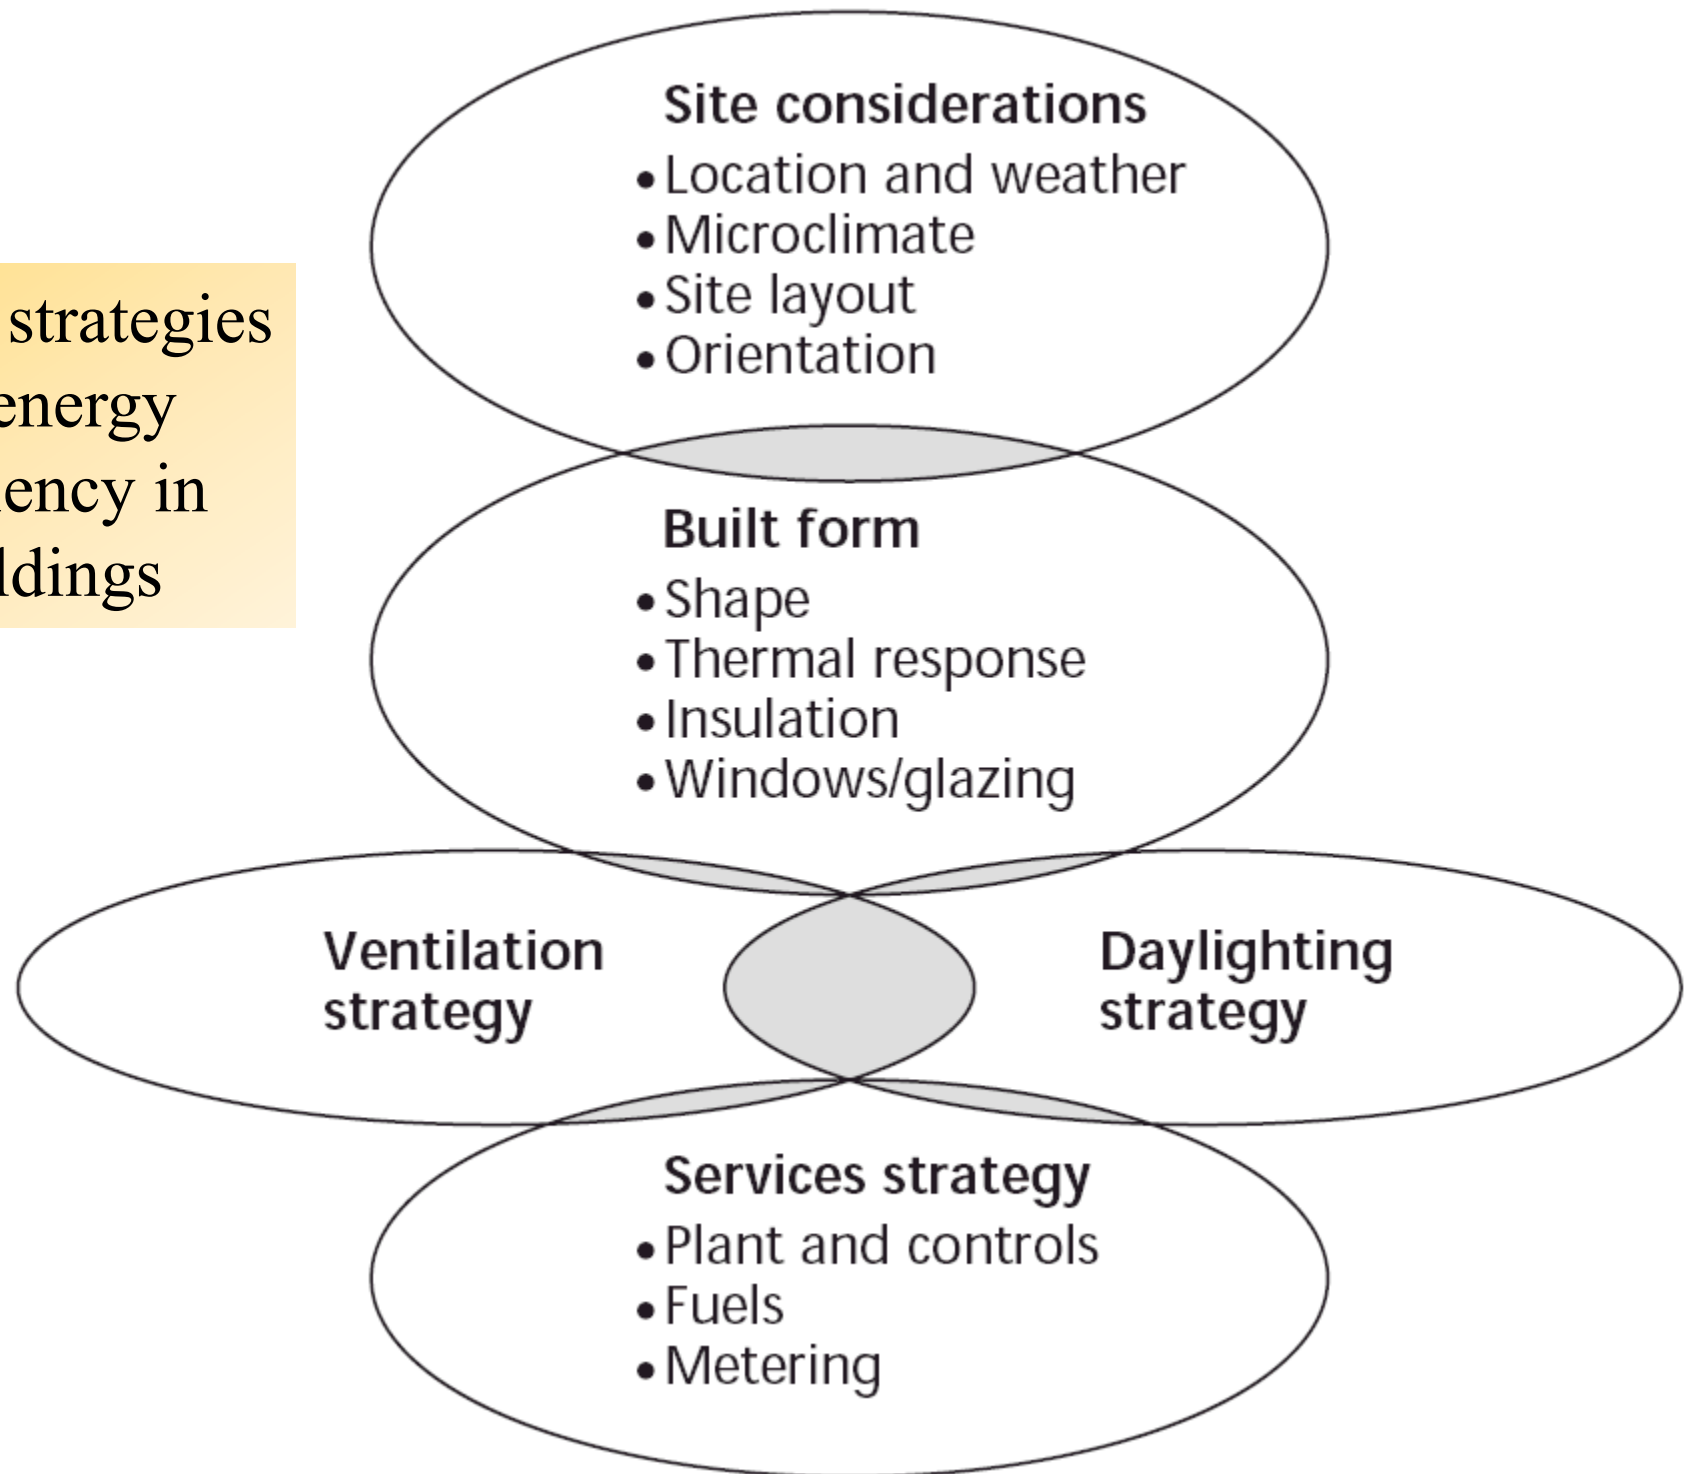 Site considerations
• Location and weather
• Microclimate
• Site layout
• Orientation
strategies
energy
ency in
ldings
Built form
• Shape
• Thermal response
• Insulation
• Windows/glazing
Ventilation
strategy
Daylighting
strategy
Services strategy
• Plant and controls
• Fuels
• Metering